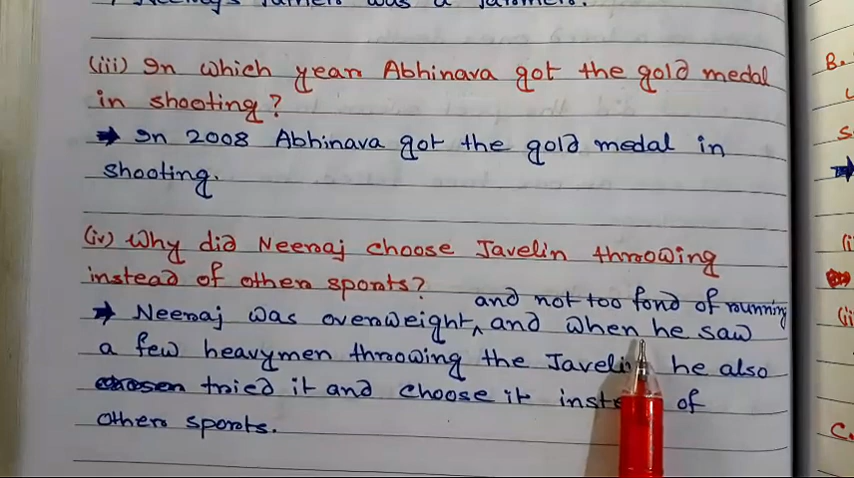 was a
(iii) In which year Abhinava got the gold medal
in shooting?
→ In 2008 Abhinava got the gold medal in
shooting.
(iv) Why did Neeraj choose Javelin throwing
instead of other sports?
and not too fond of running
→ Neeraj was overweight, ^ and when he saw
a few heavymen throwing the Javelin he also
tried it and choose it of
other sports.
B.
(i
(ii
C.